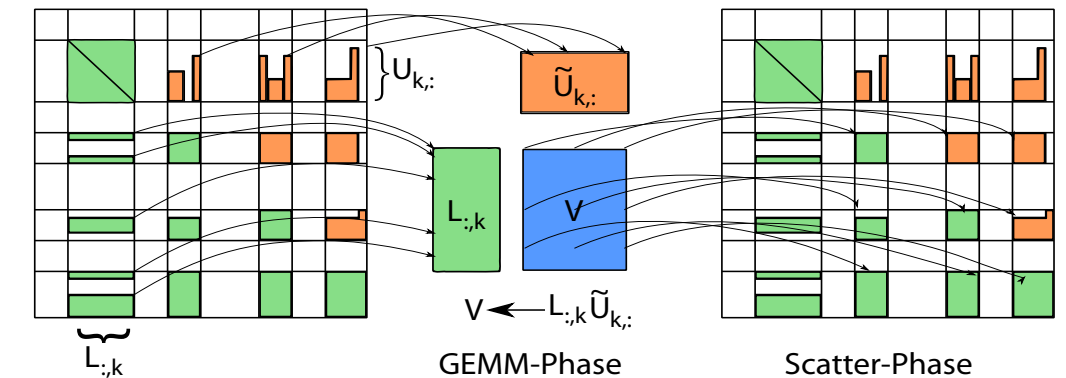 U_{k,:}
Ũ_{k,:}
L_{:,k}
V
V ← L_{:,k} Ũ_{k,:}
L_{:,k}
GEMM-Phase
Scatter-Phase